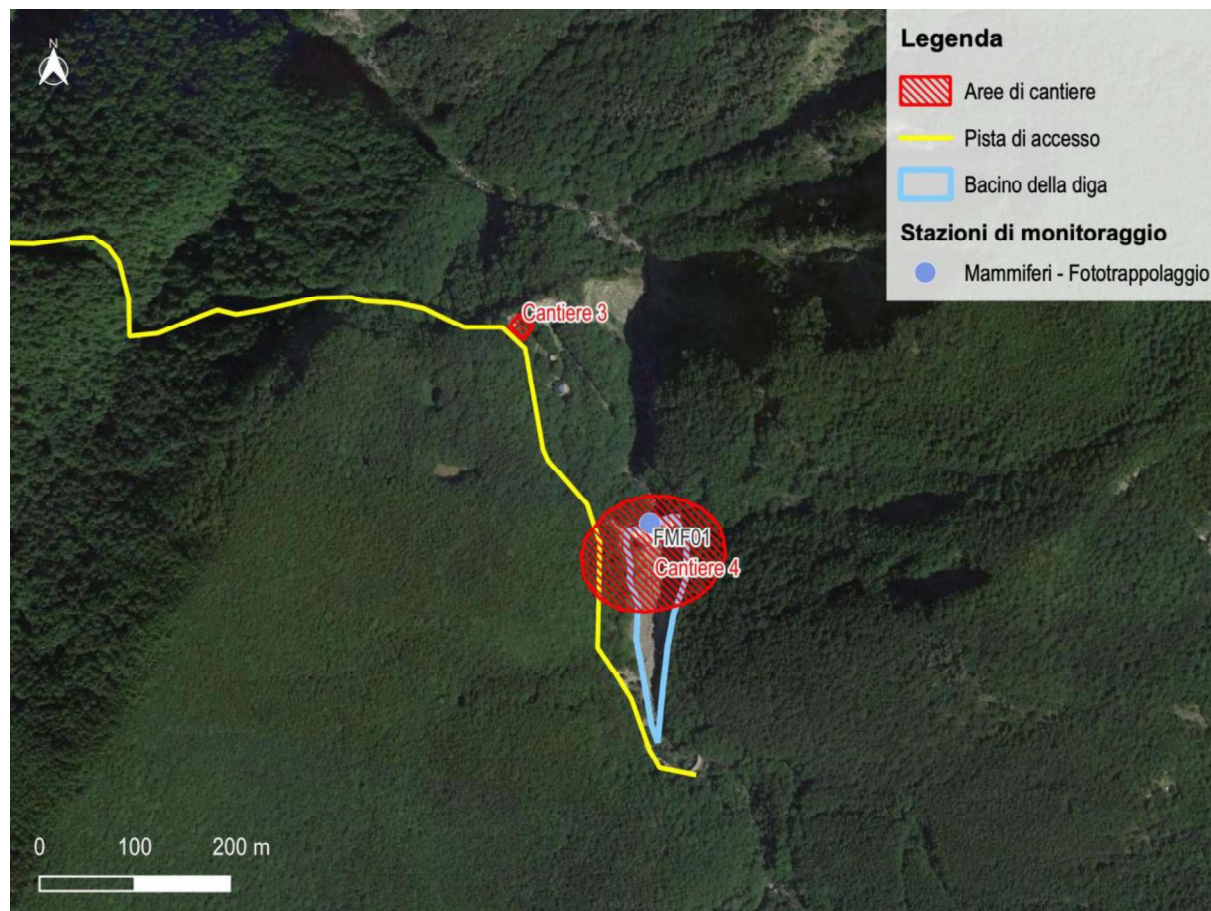 N
Legenda
Aree di cantiere
Pista di accesso
Bacino della diga
Stazioni di monitoraggio
Mammiferi - Fototrappolaggio
Cantiere 3
FMF01
Cantiere 4
0 100 200 m